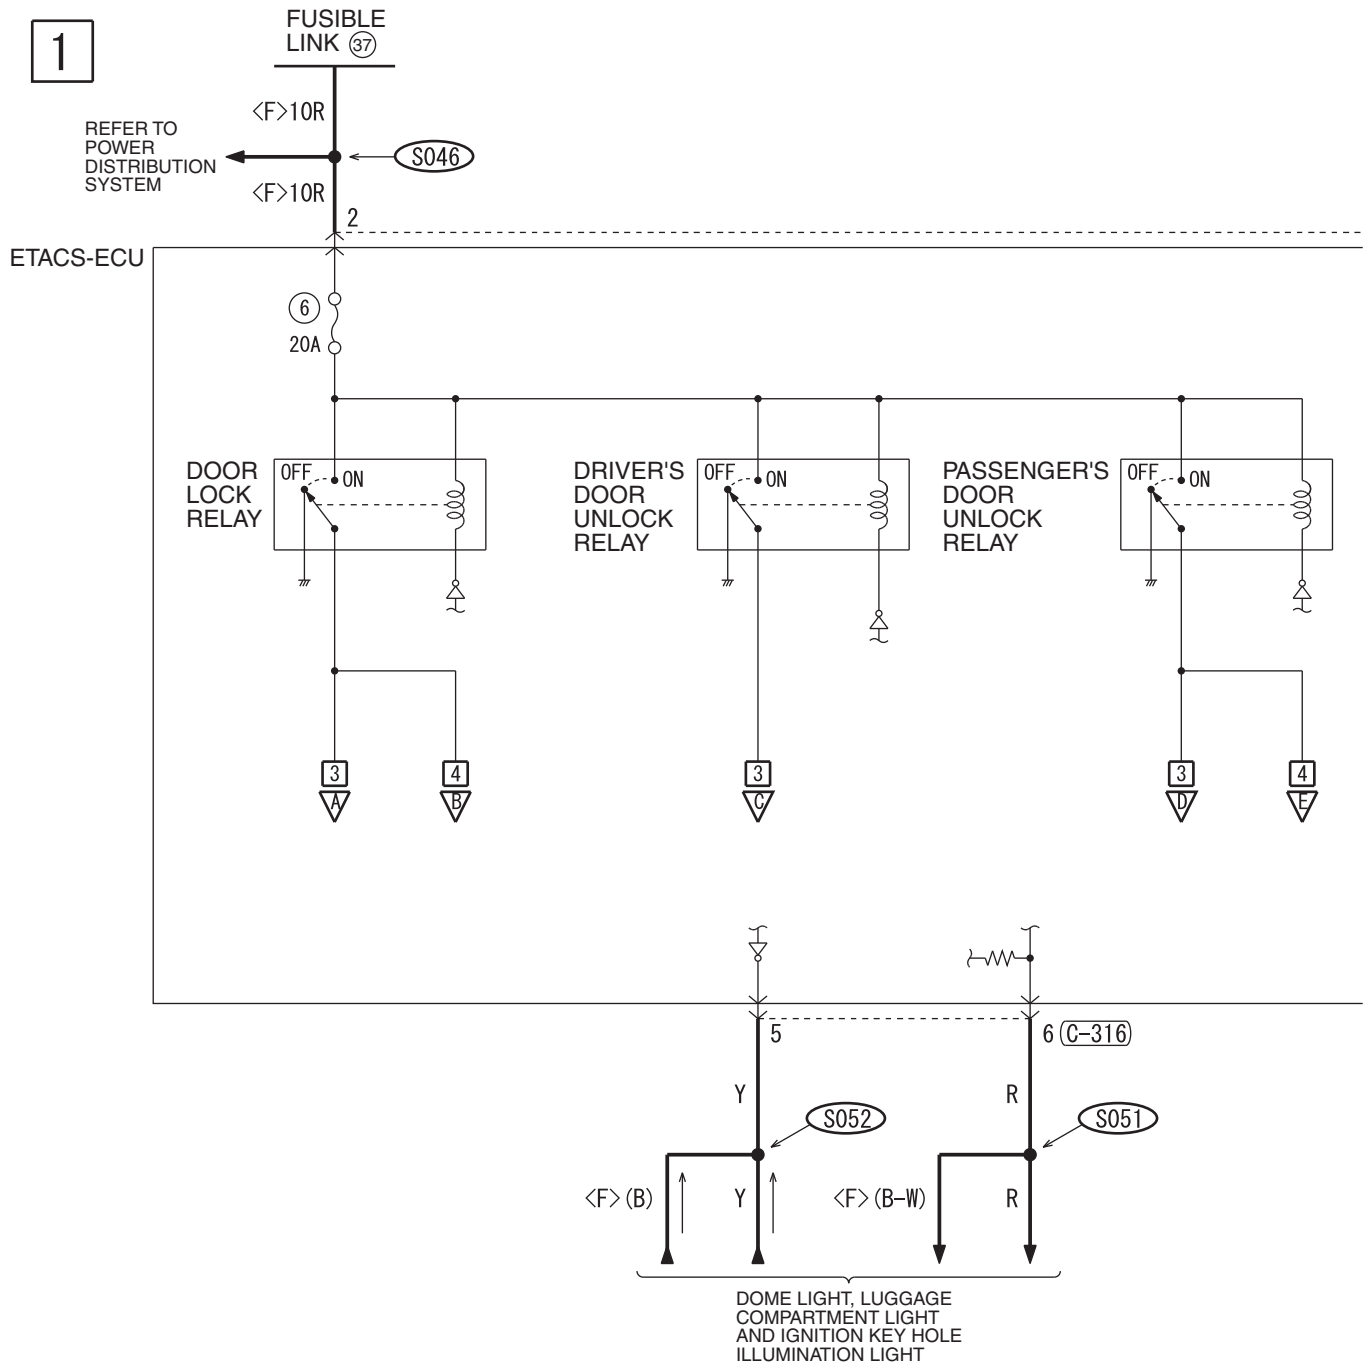 1
FUSIBLE
LINK 37
<F>10R
REFER TO
POWER
DISTRIBUTION
SYSTEM
S046
<F>10R
2
ETACS-ECU
6
20A
DOOR
LOCK
RELAY
OFF
ON
DRIVER'S
DOOR
UNLOCK
RELAY
OFF
ON
PASSENGER'S
DOOR
UNLOCK
RELAY
OFF
ON
3
A
4
B
3
C
3
D
4
E
5
6 C-316
Y
S052
R
S051
<F>(B)
Y
<F>(B-W)
R
DOME LIGHT, LUGGAGE
COMPARTMENT LIGHT
AND IGNITION KEY HOLE
ILLUMINATION LIGHT